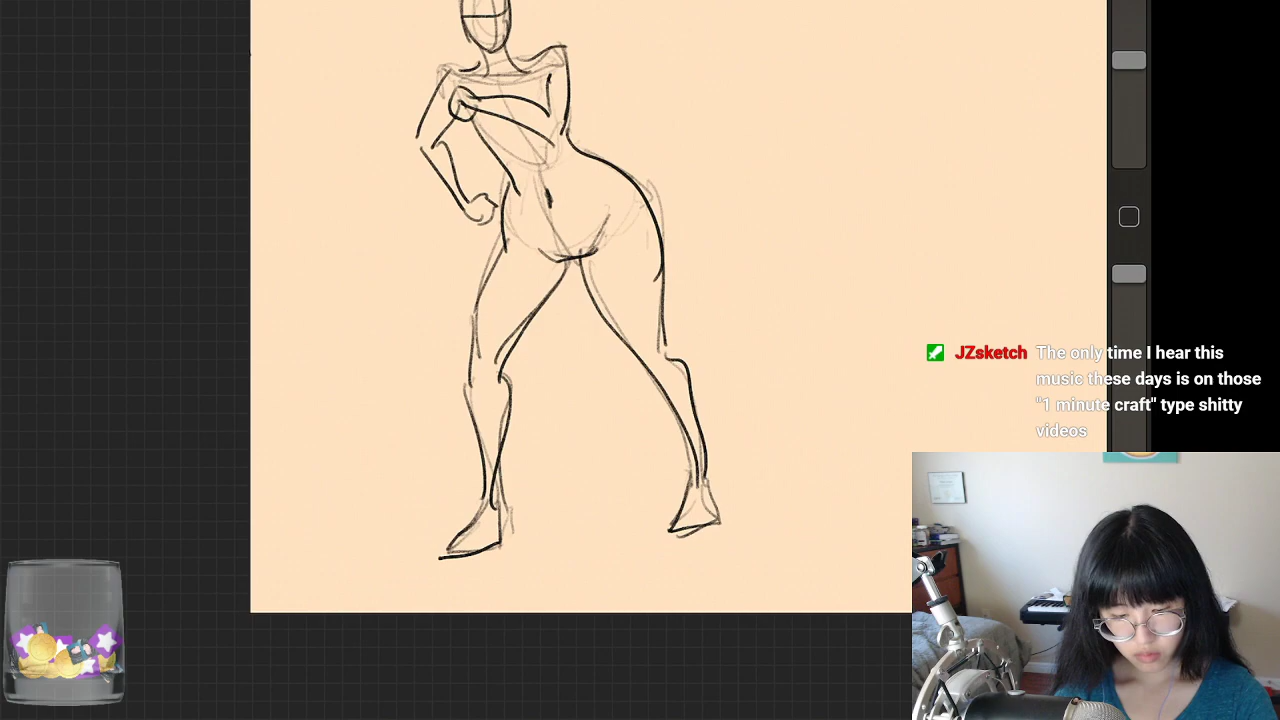 JZsketch The only time I hear this
music these days is on those
"1 minute craft" type shitty
videos